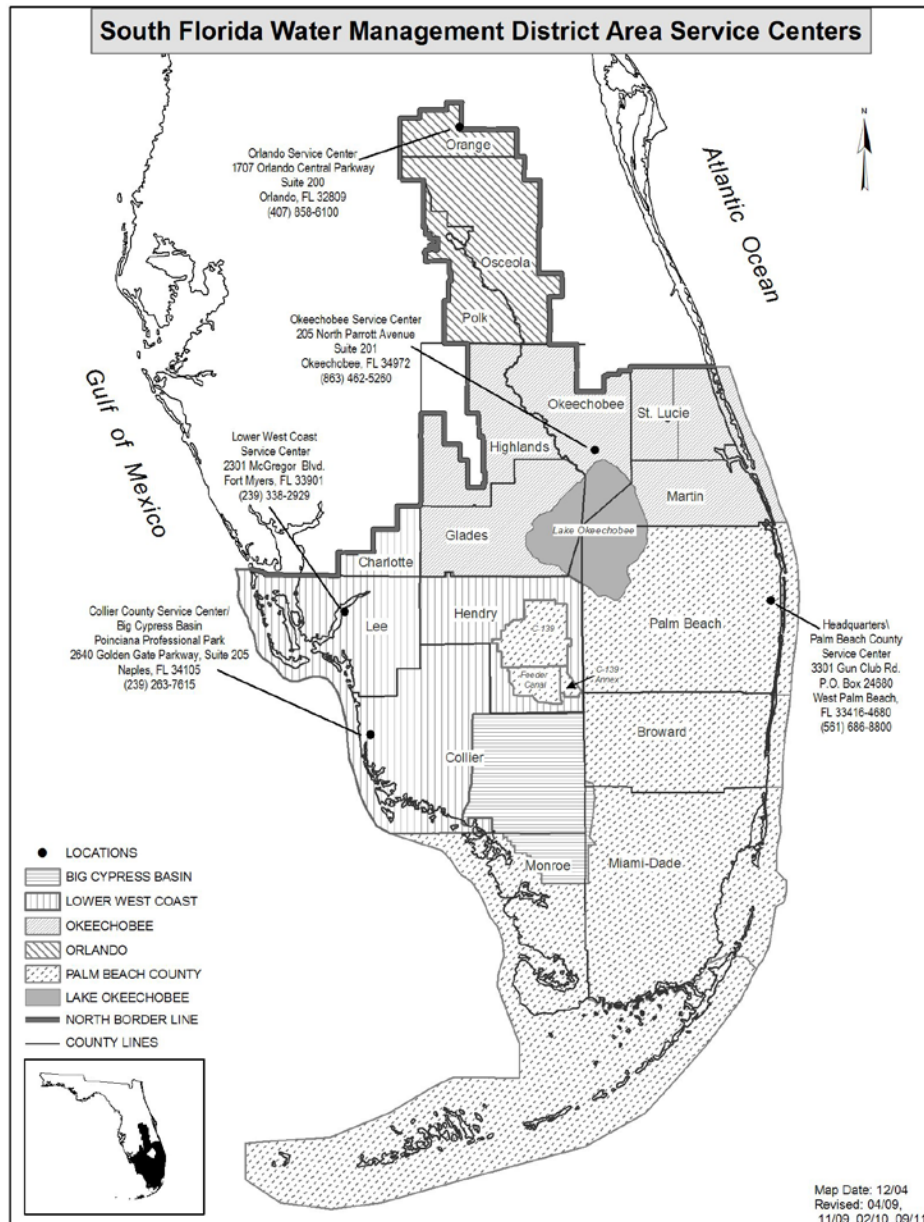 South Florida Water Management District Area Service Centers
N
Orlando Service Center
1707 Orlando Central Parkway
Suite 200
Orlando, FL 32809
(407) 858-6100
Orange
Atlantic Ocean
Osceola
Polk
Okeechobee Service Center
205 North Parrott Avenue
Suite 201
Okeechobee, FL 34972
(863) 462-5260
Gulf of Mexico
Okeechobee
St. Lucie
Highlands
Lower West Coast
Service Center
2301 McGregor Blvd.
Fort Myers, FL 33901
(239) 338-2929
Martin
Lake Okeechobee
Glades
Charlotte
Collier County Service Center/
Big Cypress Basin
Poinciana Professional Park
2640 Golden Gate Parkway, Suite 205
Naples, FL 34105
(239) 263-7615
Lee
Hendry
C-139
Feeder
Canal
C-139
Annex
Palm Beach
Headquarters\
Palm Beach County
Service Center
3301 Gun Club Rd.
P.O. Box 24680
West Palm Beach,
FL 33416-4680
(561) 686-8800
Broward
Collier
Monroe
Miami-Dade
LOCATIONS
BIG CYPRESS BASIN
LOWER WEST COAST
OKEECHOBEE
ORLANDO
PALM BEACH COUNTY
LAKE OKEECHOBEE
NORTH BORDER LINE
COUNTY LINES
Map Date: 12/04
Revised: 04/09,
11/09, 02/10, 09/11